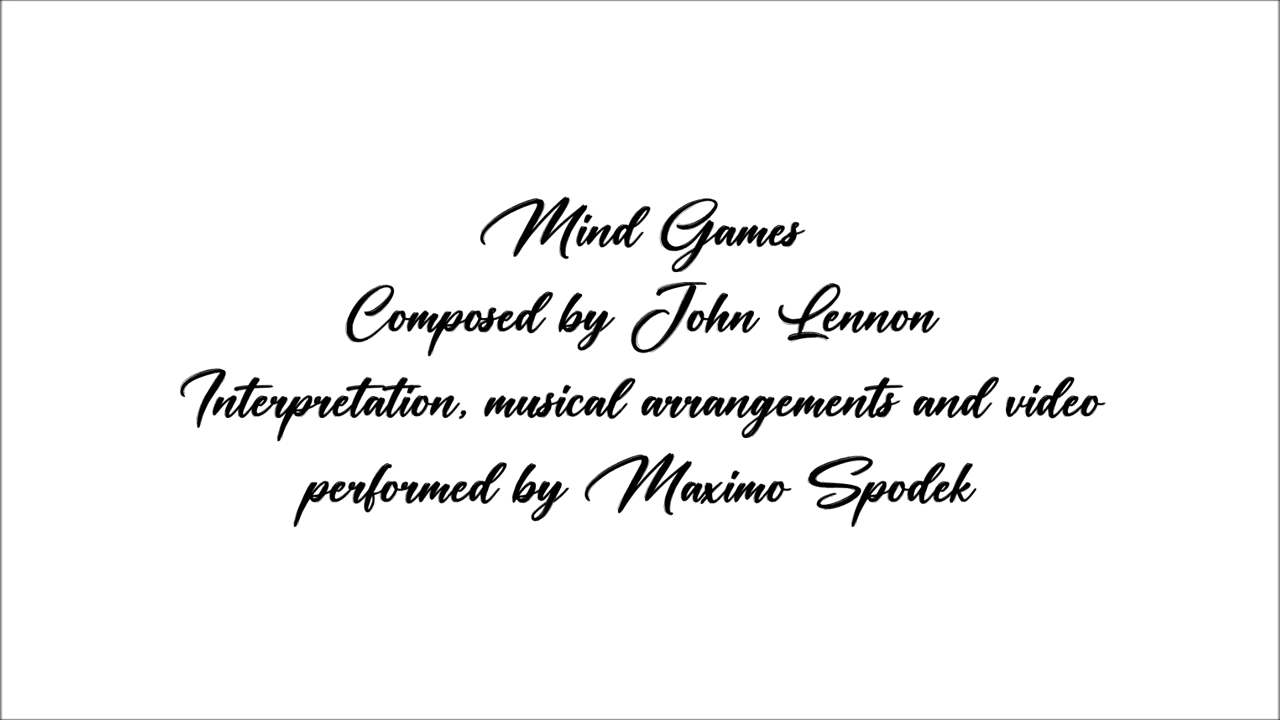 Mind Games
Composed by John Lennon
Interpretation, musical arrangements and video
performed by Maximo Spodek